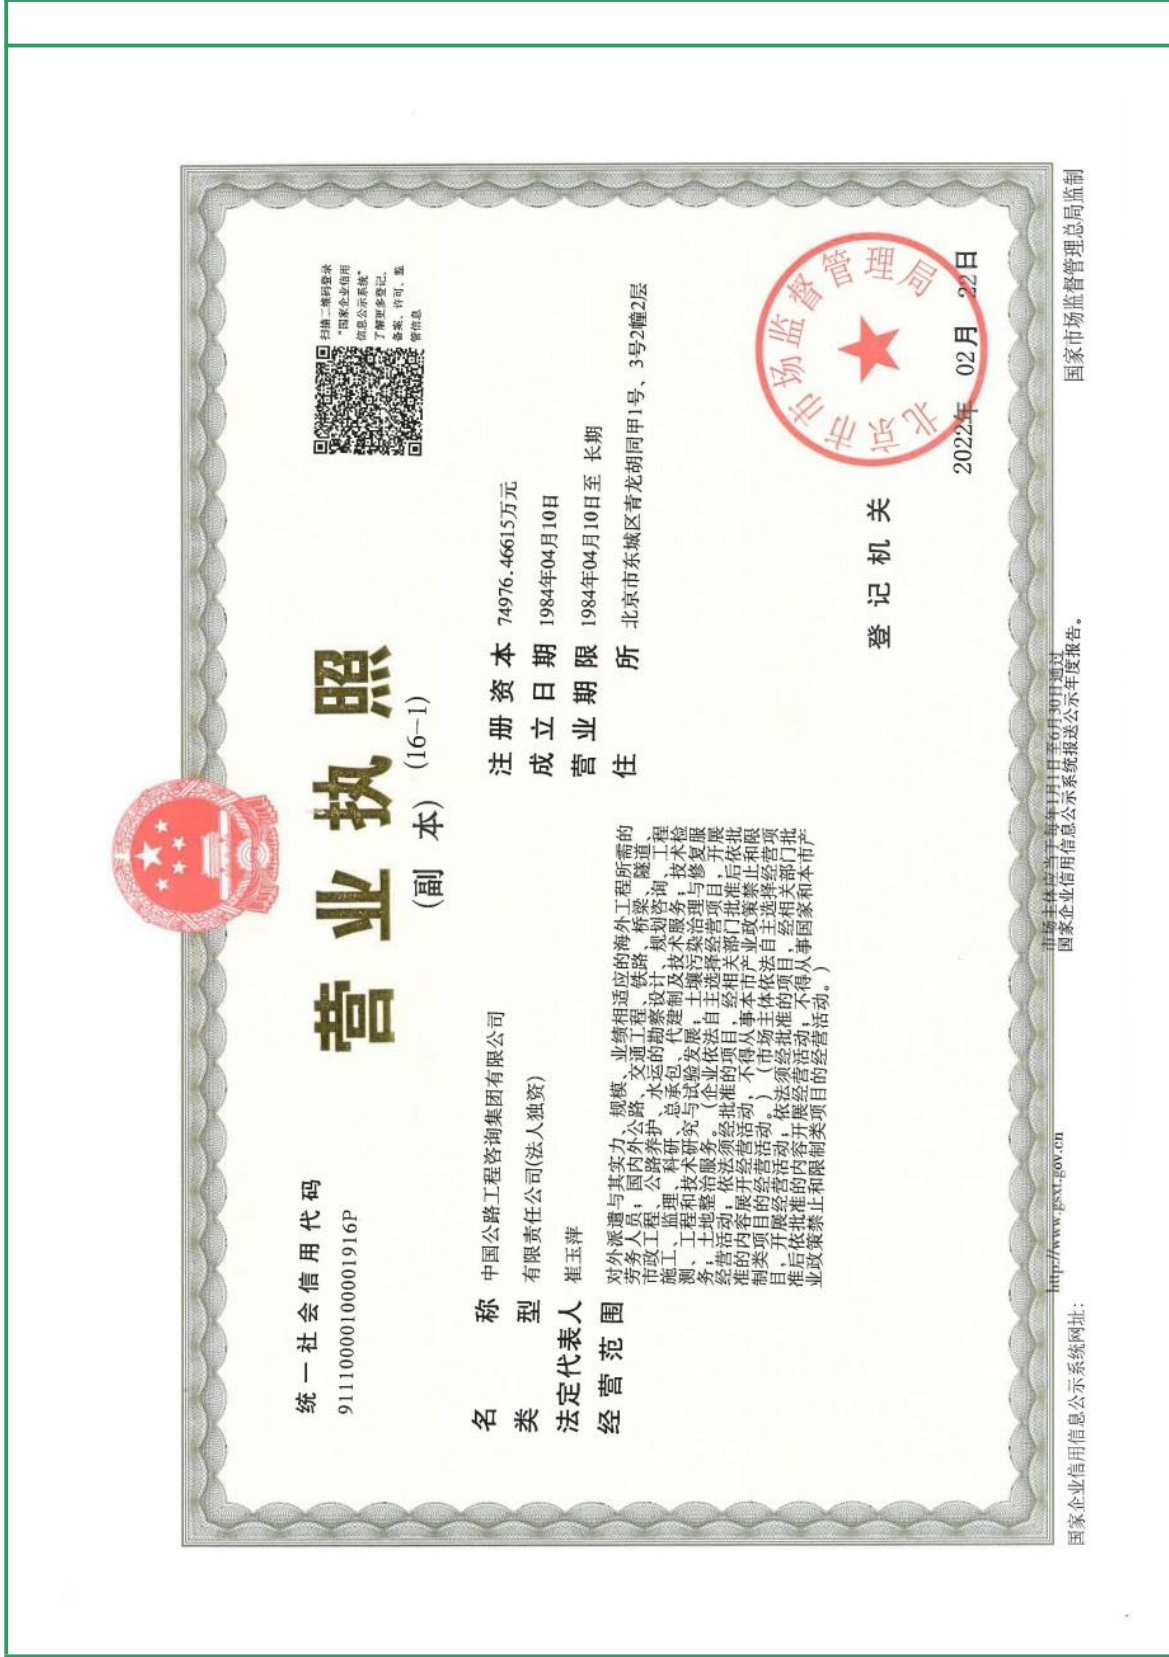 统一社会信用代码
91110000100001916P
营业执照
(副 本) (16-1)
扫描二维码登录
“国家企业信用
信息公示系统”
了解更多登记、
备案、许可、监
管信息
名 称 中国公路工程咨询集团有限公司
类 型 有限责任公司(法人独资)
法定代表人 崔玉萍
经营范围 对外派遣与其实力、规模、业绩相适应的海外工程所需的
劳务人员；国内外公路、交通工程、铁路、桥梁、隧道、
市政工程、公路养护、水运的勘察设计、规划咨询、工程
施工、监理、科研、总承包、代建制及技术服务；技术检
测、工程和技术研究与试验发展；土壤污染治理与修复服
务；土地整治服务。（企业依法自主选择经营项目，开展
经营活动；依法须经批准的项目，经相关部门批准后依批
准的内容展开经营活动；不得从事本市产业政策禁止和限
制类项目的经营活动。）（市场主体依法自主选择经营项
目，开展经营活动；依法须经批准的项目，经相关部门批
准后依批准的内容开展经营活动；不得从事国家和本市产
业政策禁止和限制类项目的经营活动。）
注册资本 74976.46615万元
成立日期 1984年04月10日
营业期限 1984年04月10日至 长期
住 所 北京市东城区青龙胡同甲1号、3号2幢2层
登记机关
北京市市场监督管理局
2022年 02月 22日
国家企业信用信息公示系统网址：
http://www.gsxt.gov.cn
市场主体应当于每年1月1日至6月30日通过
国家企业信用信息公示系统报送公示年度报告。
国家市场监督管理总局监制